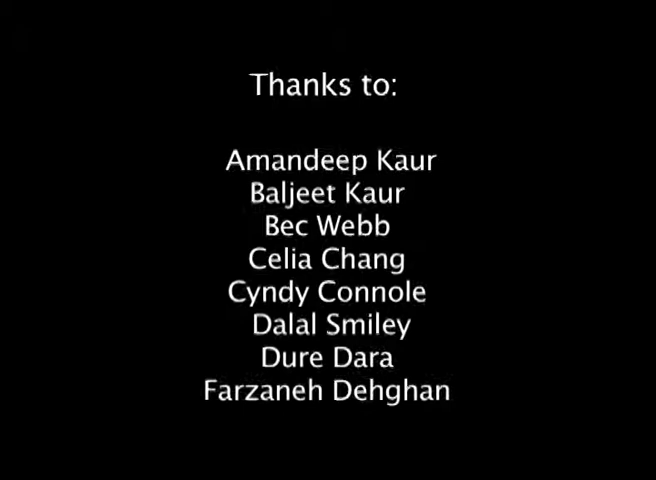 Thanks to:
Amandeep Kaur
Baljeet Kaur
Bec Webb
Celia Chang
Cyndy Connole
Dalal Smiley
Dure Dara
Farzaneh Dehghan